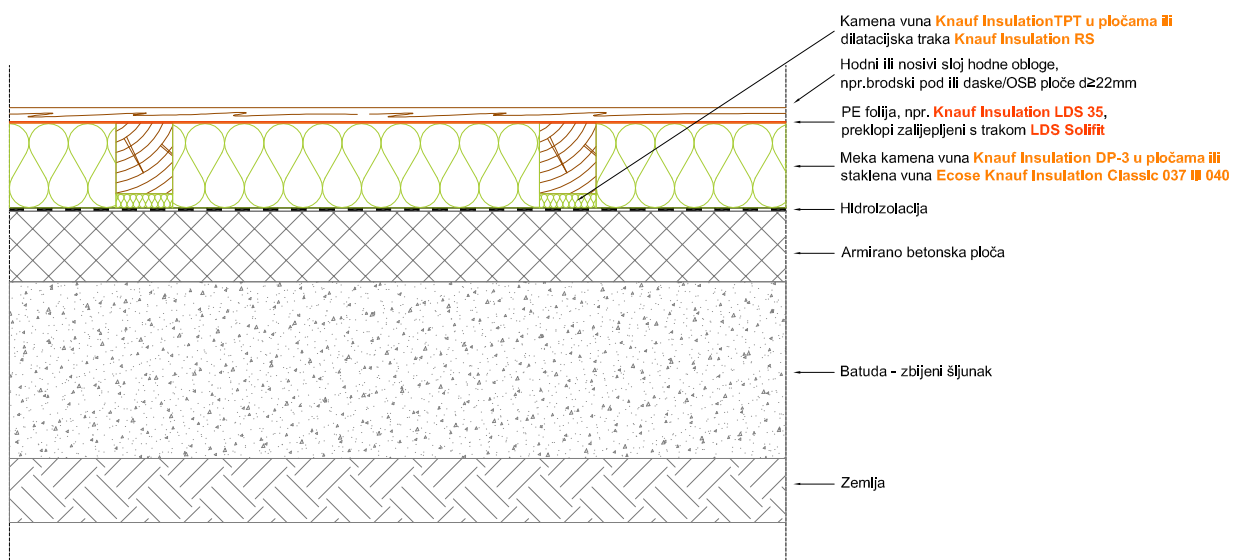 Kamena vuna Knauf InsulationTPT u pločama ili
dilatacijska traka Knauf Insulation RS
Hodni ili nosivi sloj hodne obloge,
npr.brodski pod ili daske/OSB ploče d≥22mm
PE folija, npr. Knauf Insulation LDS 35,
preklopi zalijepljeni s trakom LDS Solifit
Meka kamena vuna Knauf Insulation DP-3 u pločama ili
staklena vuna Ecose Knauf Insulation Classic 037 ili 040
Hidroizolacija
Armirano betonska ploča
Batuda - zbijeni šljunak
Zemlja